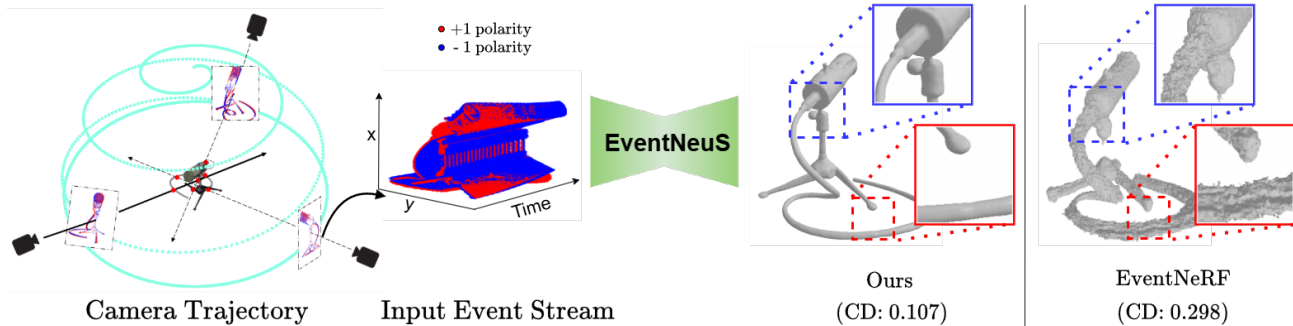 +1 polarity
- 1 polarity
x
y
Time
EventNeuS
Camera Trajectory
Input Event Stream
Ours
(CD: 0.107)
EventNeRF
(CD: 0.298)